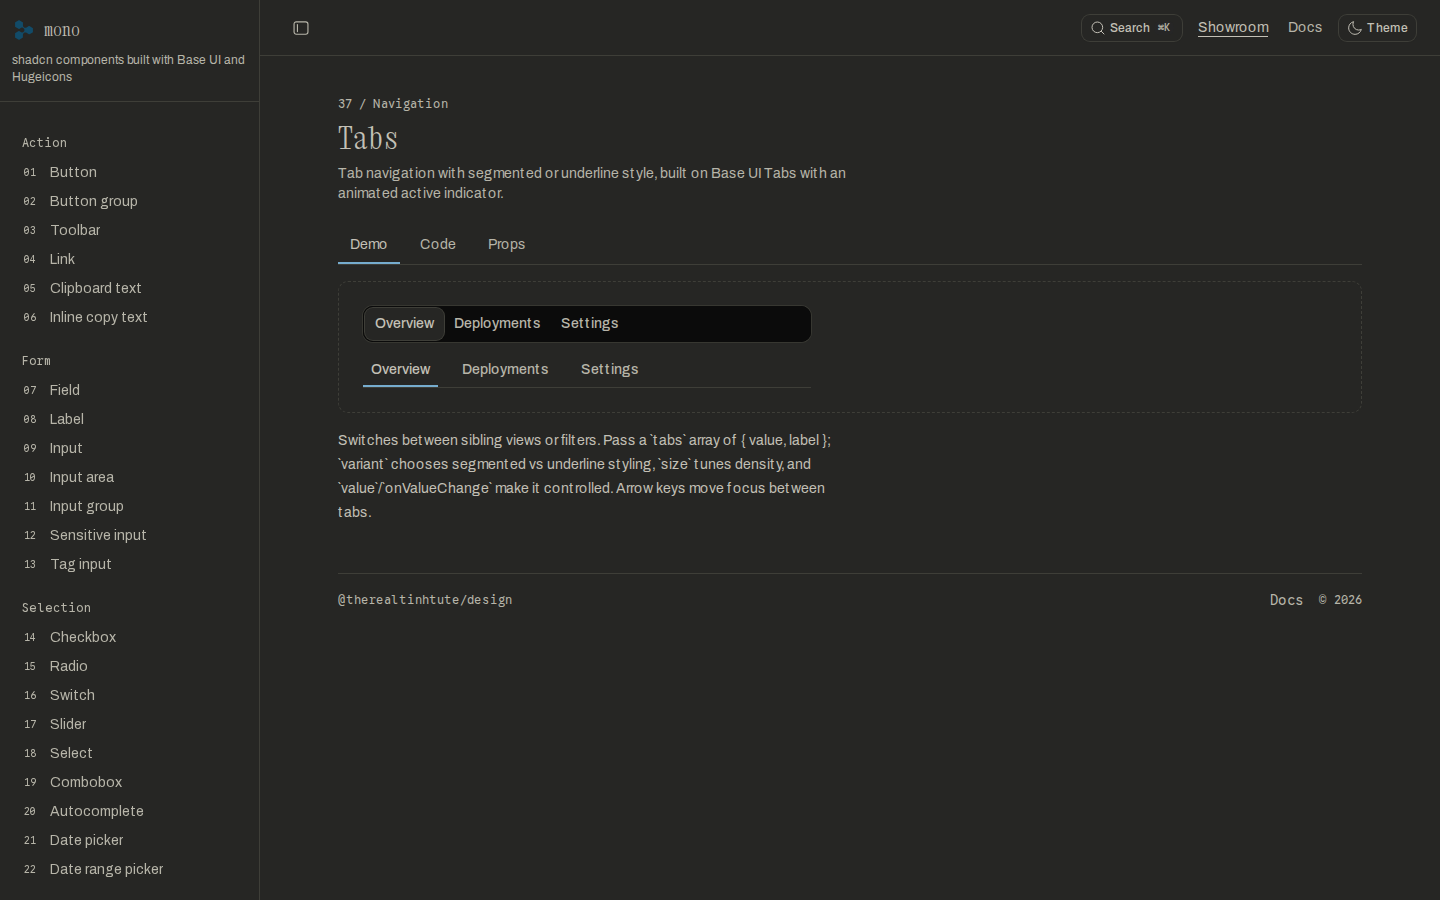 mono
shadcn components built with Base UI and
Hugeicons
Action
01 Button
02 Button group
03 Toolbar
04 Link
05 Clipboard text
06 Inline copy text
Form
07 Field
08 Label
09 Input
10 Input area
11 Input group
12 Sensitive input
13 Tag input
Selection
14 Checkbox
15 Radio
16 Switch
17 Slider
18 Select
19 Combobox
20 Autocomplete
21 Date picker
22 Date range picker
Search ⌘K Showroom Docs Theme
37 / Navigation
Tabs
Tab navigation with segmented or underline style, built on Base UI Tabs with an
animated active indicator.
Demo Code Props
Overview Deployments Settings
Overview Deployments Settings
Switches between sibling views or filters. Pass a `tabs` array of { value, label };
`variant` chooses segmented vs underline styling, `size` tunes density, and
`value`/`onValueChange` make it controlled. Arrow keys move focus between
tabs.
@therealtinhtute/design Docs © 2026